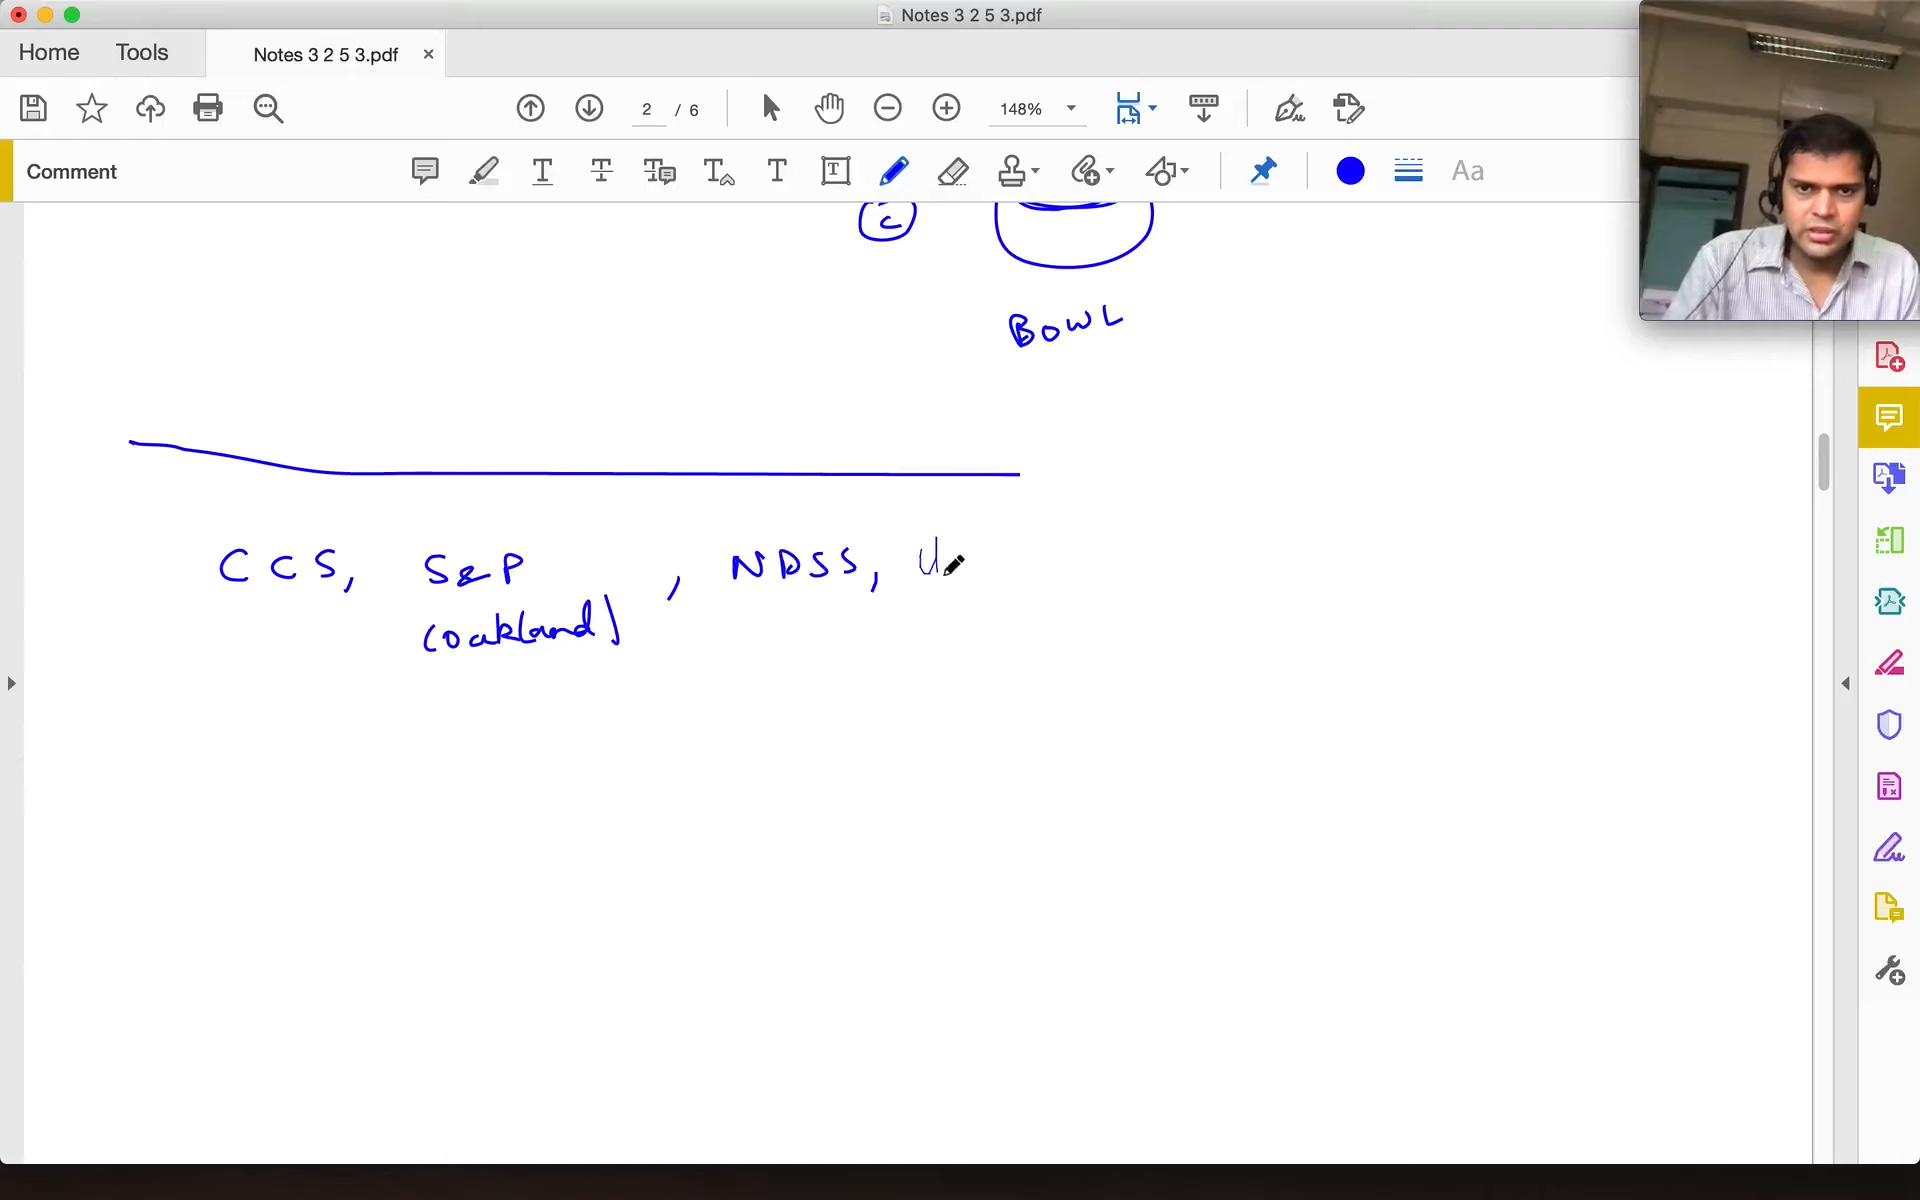 Notes 3 2 5 3.pdf
Home Tools Notes 3 2 5 3.pdf ×
2 / 6 148%
Comment Aa
C
BOWL
CCS, S&P , NDSS, U
(oakland)